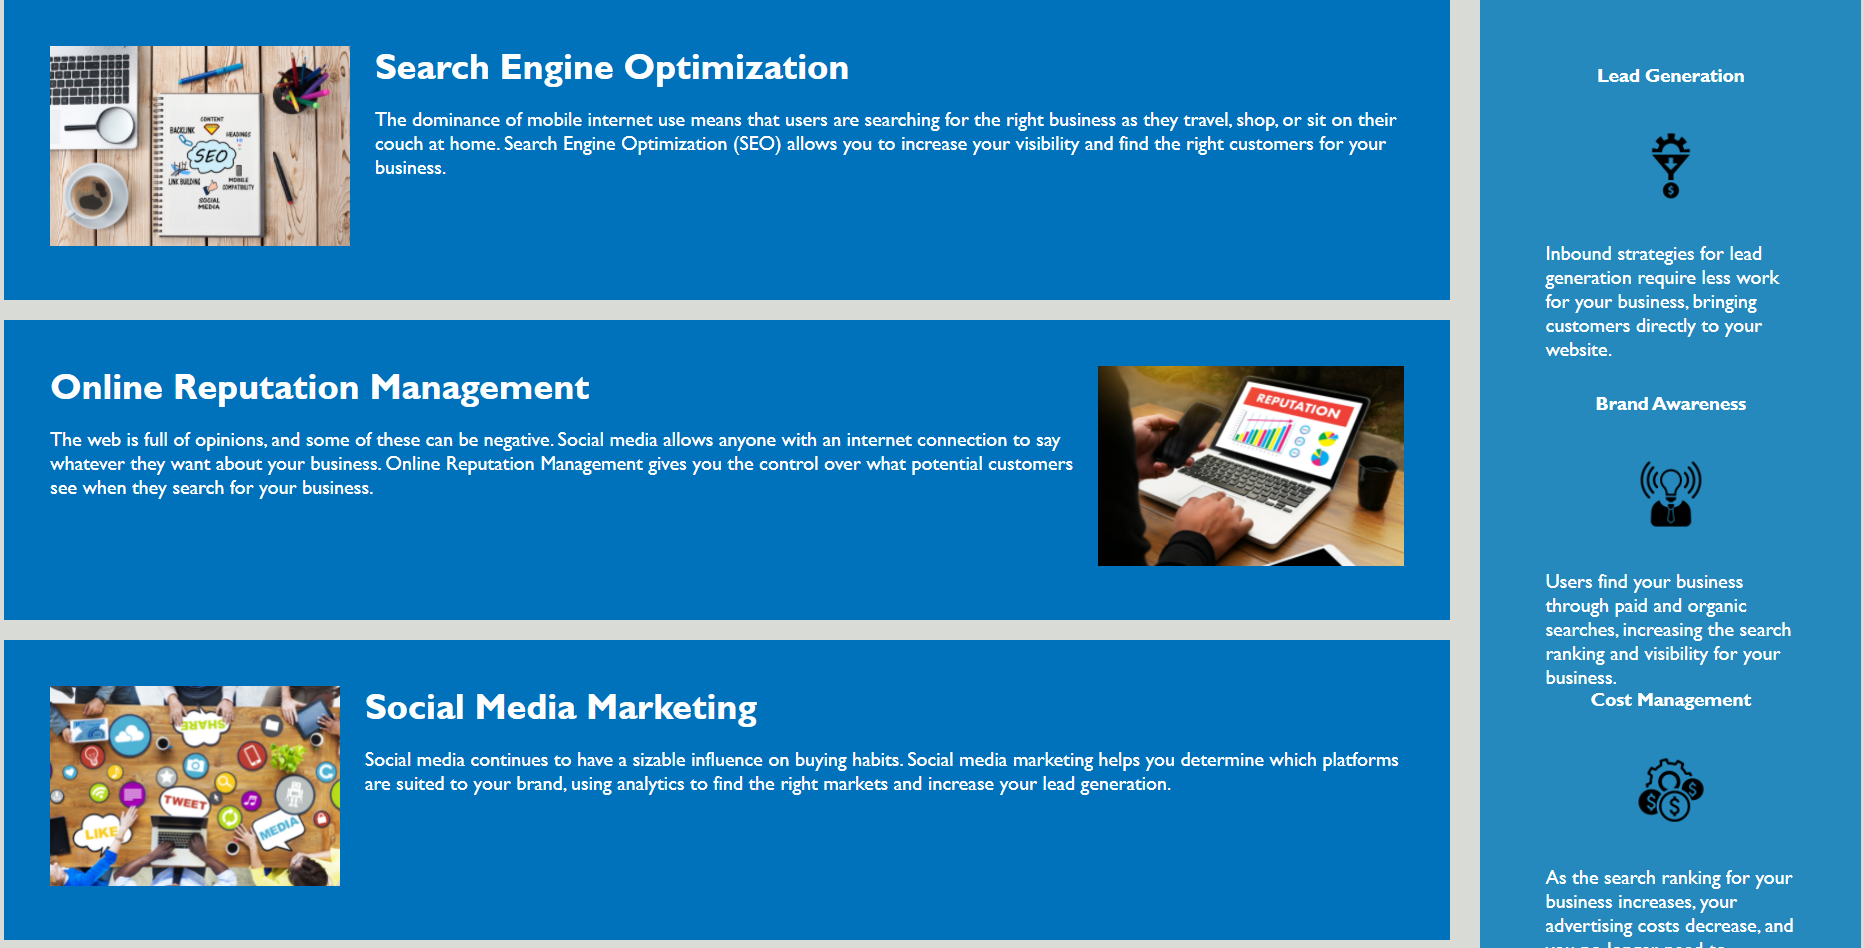 Search Engine Optimization
The dominance of mobile internet use means that users are searching for the right business as they travel, shop, or sit on their
couch at home. Search Engine Optimization (SEO) allows you to increase your visibility and find the right customers for your
business.
CONTENT
BACKLINK
HEADINGS
SEO
LINK BUILDING
MOBILE
COMPATIBILITY
SOCIAL
MEDIA
Online Reputation Management
The web is full of opinions, and some of these can be negative. Social media allows anyone with an internet connection to say
whatever they want about your business. Online Reputation Management gives you the control over what potential customers
see when they search for your business.
REPUTATION
Social Media Marketing
Social media continues to have a sizable influence on buying habits. Social media marketing helps you determine which platforms
are suited to your brand, using analytics to find the right markets and increase your lead generation.
SHARE
TWEET
LIKE
MEDIA
Lead Generation
$
Inbound strategies for lead
generation require less work
for your business, bringing
customers directly to your
website.
Brand Awareness
Users find your business
through paid and organic
searches, increasing the search
ranking and visibility for your
business.
Cost Management
$ $ $
As the search ranking for your
business increases, your
advertising costs decrease, and